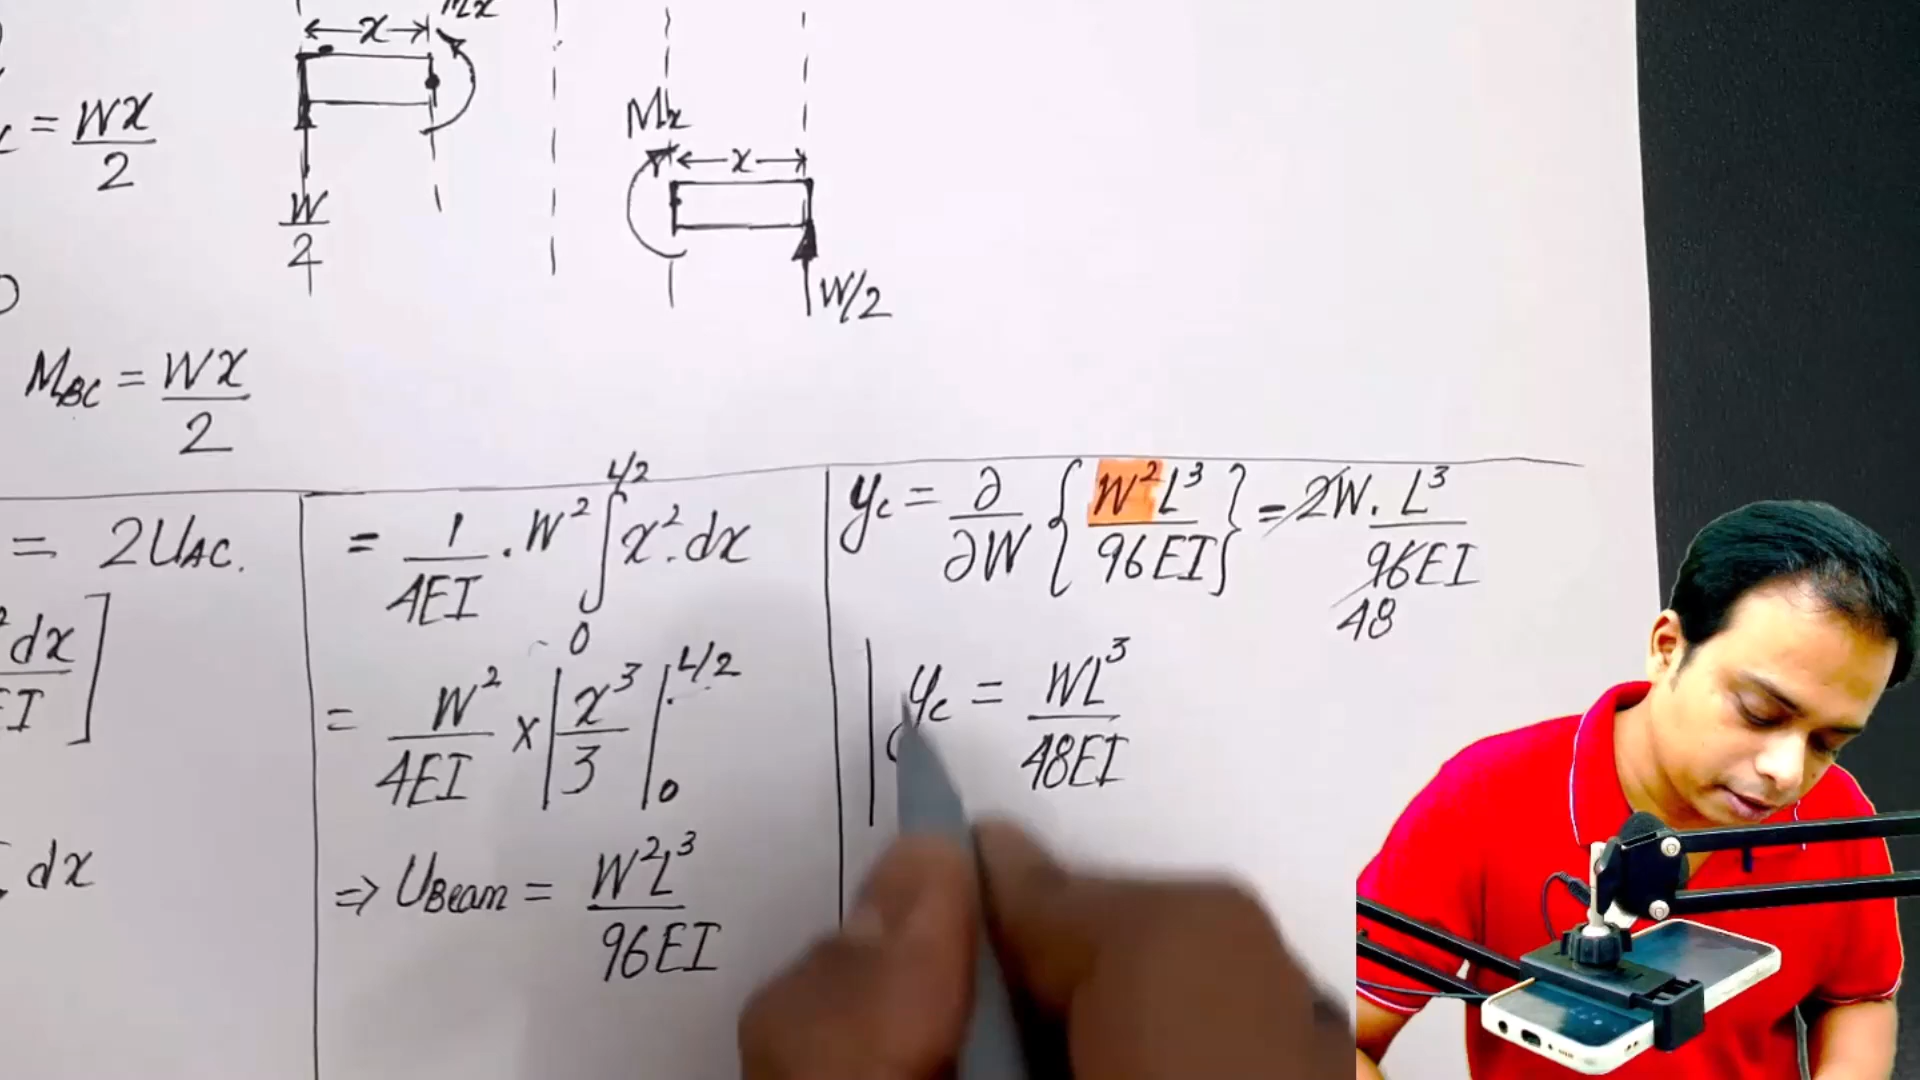 x
Mx
= Wx/2
W/2
Mx
x
W/2
M_BC = Wx/2
= 2U_AC.
² dx
]
I
dx
= 1/4EI . W² ∫₀^(L/2) x². dx
= W²/4EI × |x³/3|₀^(L/2)
⇒ U_Beam = W²L³/96EI
y_c = ∂/∂W {W²L³/96EI} = 2W. L³/96EI
48
y_c = WL³/48EI